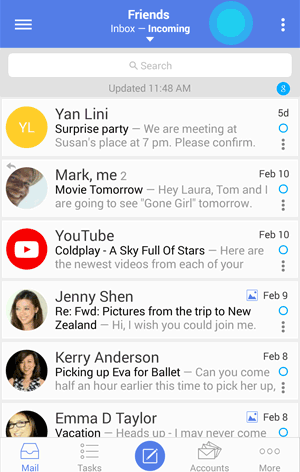 Friends
Inbox — Incoming
Search
Updated 11:48 AM
8
YL
Yan Lini
5d
Surprise party — We are meeting at
Susan's place at 7 pm. Please confirm.
Mark, me 2
Feb 10
Movie Tomorrow — Hey Laura, Tom and I
are going to see "Gone Girl" tomorrow.
YouTube
Feb 10
Coldplay - A Sky Full Of Stars — Here are
the newest videos from each of your
Jenny Shen
Feb 9
Re: Fwd: Pictures from the trip to New
Zealand — Hi, I wish you could join me.
Kerry Anderson
Feb 8
Picking up Eva for Ballet — Can you come
half an hour earlier this time to pick her up,
Emma D Taylor
Feb 8
Vacation — Heads up - I may never come
Mail
Tasks
Accounts
More